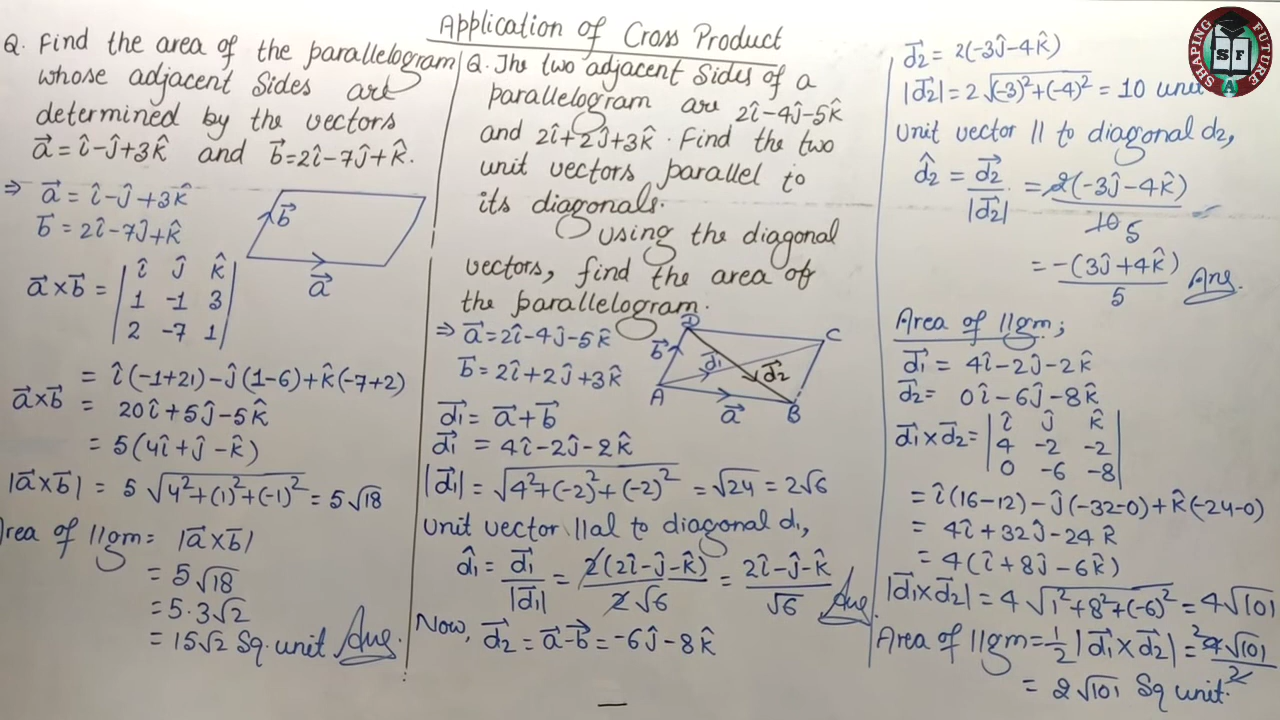 Application of Cross Product
Q. Find the area of the parallelogram
whose adjacent sides are
determined by the vectors
a⃗ = î-ĵ+3k̂ and b⃗=2î-7ĵ+k̂.
⇒ a⃗ = î-ĵ+3k̂
b⃗ = 2î-7ĵ+k̂
b⃗
a⃗
a⃗×b⃗ = | î ĵ k̂ |
| 1 -1 3 |
| 2 -7 1 |
= î(-1+21)-ĵ(1-6)+k̂(-7+2)
a⃗×b⃗ = 20î+5ĵ-5k̂
= 5(4î+ĵ-k̂)
|a⃗×b⃗| = 5√4²+(1)²+(-1)² = 5√18
Area of ||gm = |a⃗×b⃗|
= 5√18
= 5·3√2
= 15√2 Sq. unit Ans.
Q. The two adjacent sides of a
parallelogram are 2î-4ĵ-5k̂
and 2î+2ĵ+3k̂. Find the two
unit vectors parallel to
its diagonals.
Using the diagonal
vectors, find the area of
the parallelogram.
⇒ a⃗=2î-4ĵ-5k̂
b⃗=2î+2ĵ+3k̂
D C
b⃗ d⃗1 d⃗2
A a⃗ B
d⃗1 = a⃗+b⃗
d⃗1 = 4î-2ĵ-2k̂
|d⃗1| = √4²+(-2)²+(-2)² = √24 = 2√6
Unit vector ||al to diagonal d1,
d̂1 = d⃗1/|d⃗1| = 2(2î-ĵ-k̂)/2√6 = 2î-ĵ-k̂/√6 Ans.
Now, d⃗2 = a⃗-b⃗ = -6ĵ-8k̂
d⃗2 = 2(-3ĵ-4k̂)
|d⃗2| = 2√(-3)²+(-4)² = 10 unit
Unit vector || to diagonal d2,
d̂2 = d⃗2/|d⃗2| = 2(-3ĵ-4k̂)/10 5
= -(3ĵ+4k̂)/5 Ans.
Area of ||gm;
d⃗1 = 4î-2ĵ-2k̂
d⃗2 = 0î-6ĵ-8k̂
d⃗1×d⃗2 = | î ĵ k̂ |
| 4 -2 -2 |
| 0 -6 -8 |
= î(16-12)-ĵ(-32-0)+k̂(-24-0)
= 4î+32ĵ-24k̂
= 4(î+8ĵ-6k̂)
|d⃗1×d⃗2| = 4√1²+8²+(-6)² = 4√101
Area of ||gm = 1/2 |d⃗1×d⃗2| = 2 4√101/2
= 2√101 Sq unit.
SHAPING FUTURE
S F
A